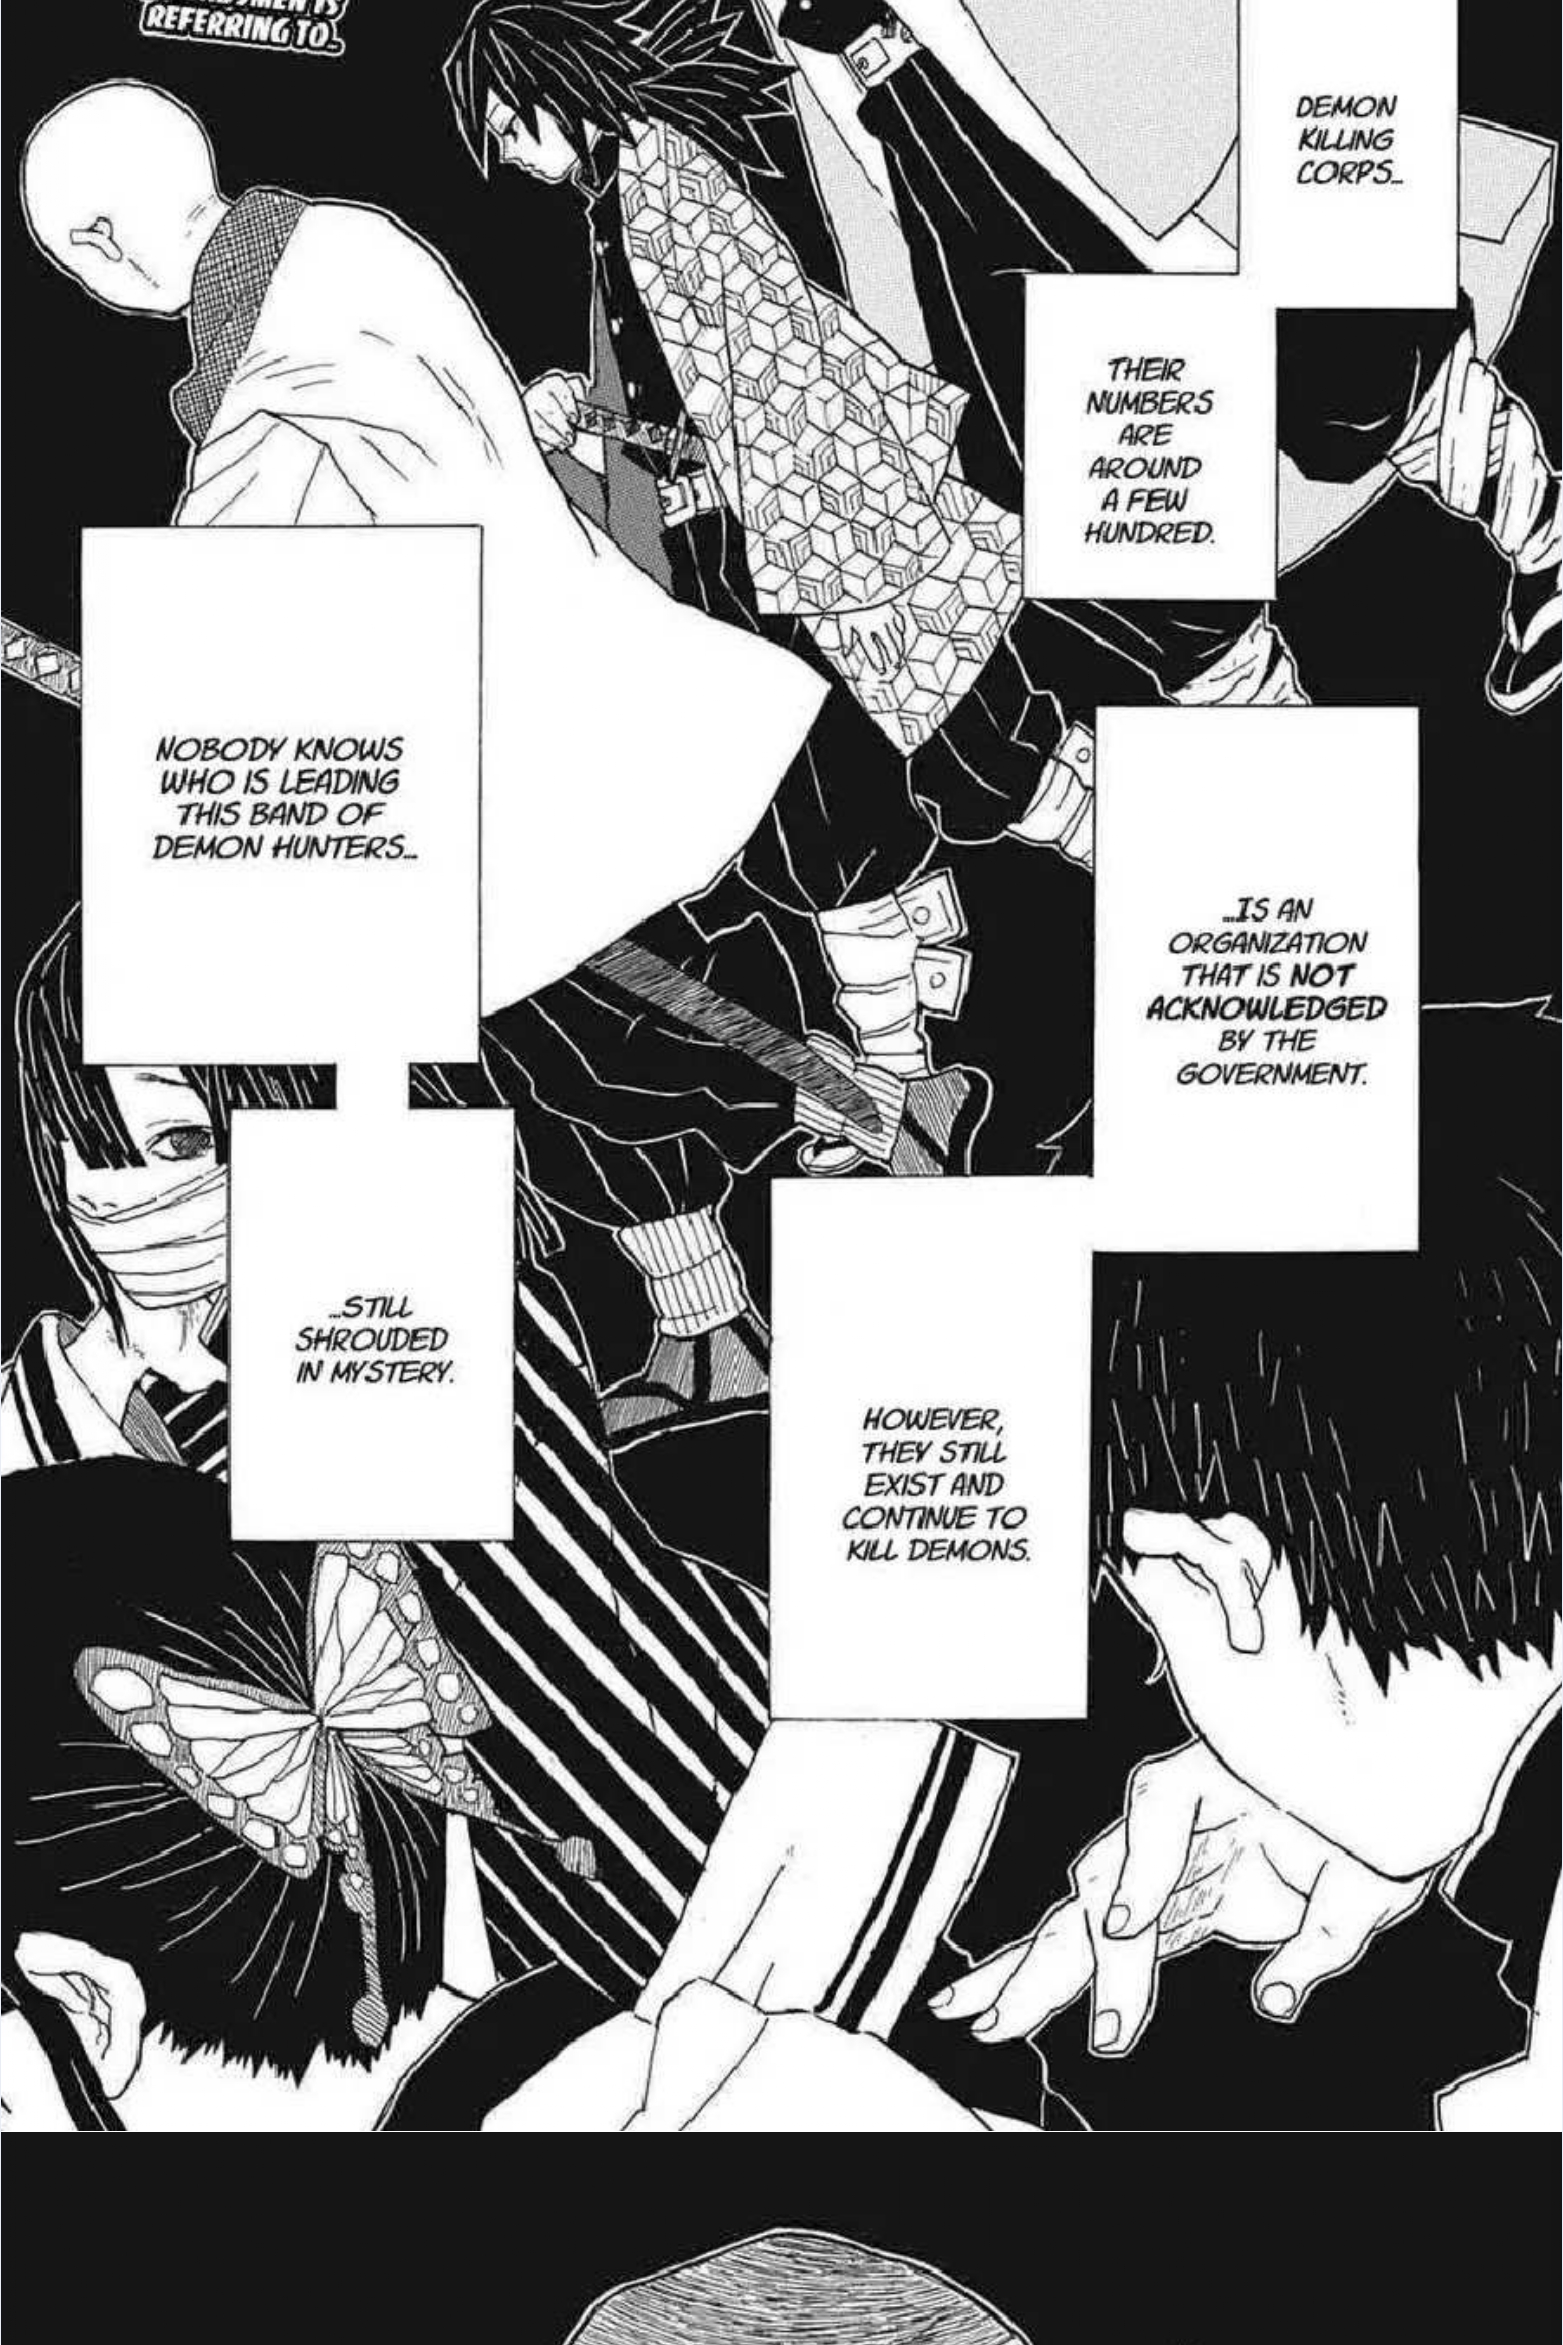 REFERRING TO...
DEMON
KILLING
CORPS...
THEIR
NUMBERS
ARE
AROUND
A FEW
HUNDRED.
...IS AN
ORGANIZATION
THAT IS NOT
ACKNOWLEDGED
BY THE
GOVERNMENT.
HOWEVER,
THEY STILL
EXIST AND
CONTINUE TO
KILL DEMONS.
NOBODY KNOWS
WHO IS LEADING
THIS BAND OF
DEMON HUNTERS...
...STILL
SHROUDED
IN MYSTERY.